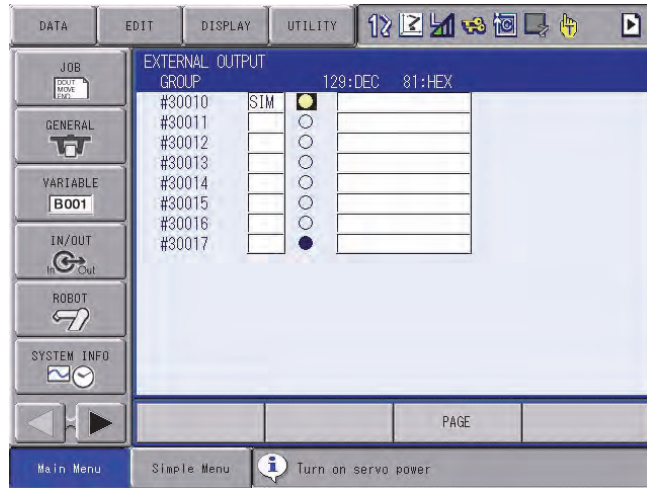 DATA EDIT DISPLAY UTILITY
JOB
DOUT
MOVE
END
GENERAL
VARIABLE
B001
IN/OUT
In Out
ROBOT
SYSTEM INFO
EXTERNAL OUTPUT
GROUP 129:DEC 81:HEX
#30010 SIM
#30011
#30012
#30013
#30014
#30015
#30016
#30017
PAGE
Main Menu Simple Menu Turn on servo power